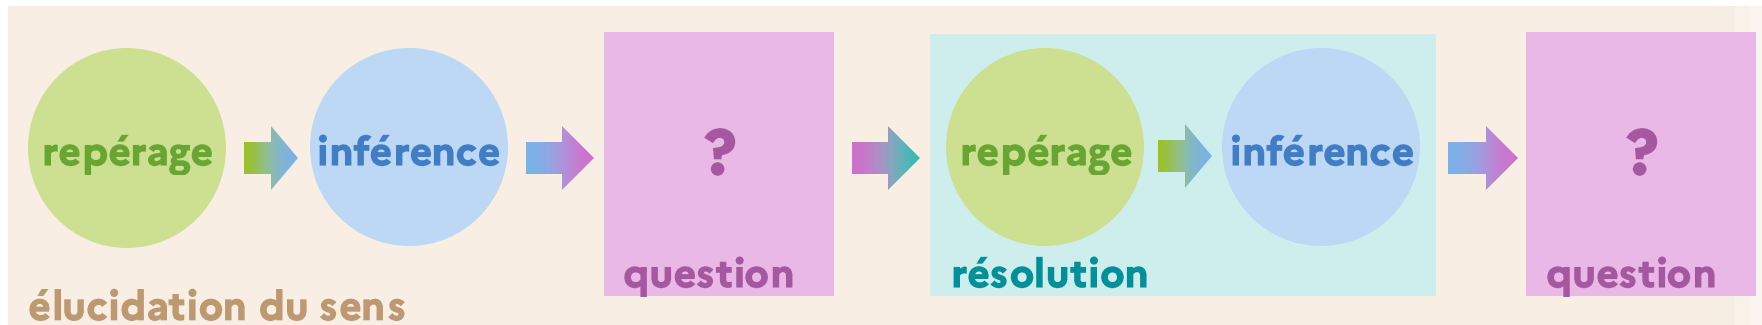 repérage
inférence
?
question
repérage
inférence
résolution
?
question
élucidation du sens